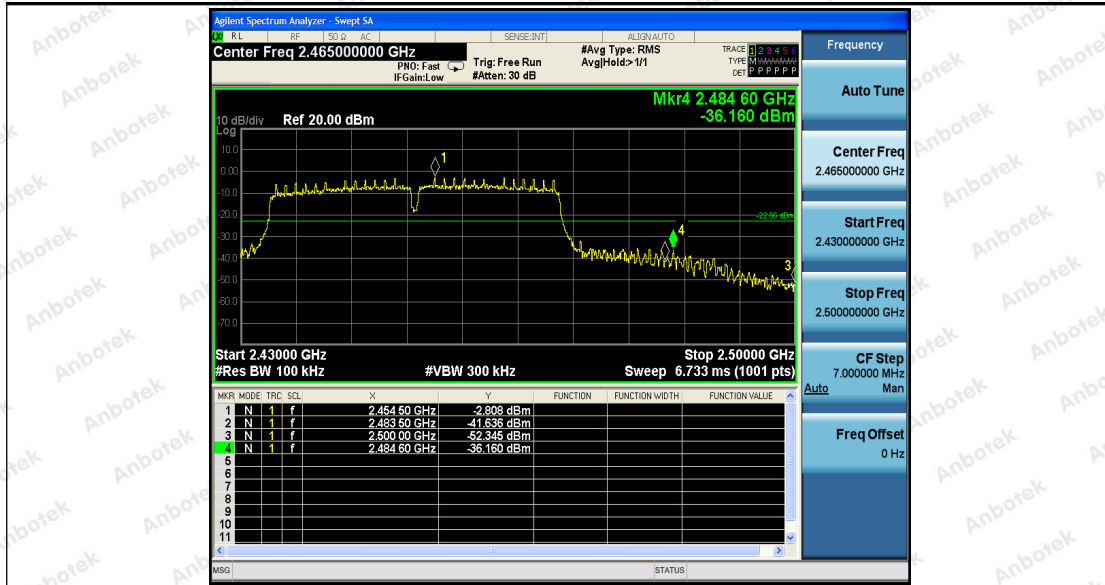 Agilent Spectrum Analyzer - Swept SA
LXI RL RF 50 Ω AC SENSE:INT ALIGNAUTO
Center Freq 2.465000000 GHz
PNO: Fast
IFGain:Low
Trig: Free Run
#Atten: 30 dB
#Avg Type: RMS
Avg|Hold:>1/1
TRACE 1 2 3 4 5 6
TYPE M
DET P P P P P P
Mkr4 2.484 60 GHz
-36.160 dBm
10 dB/div Ref 20.00 dBm
Log
10.0
0.00
-10.0
-20.0
-30.0
-40.0
-50.0
-60.0
-70.0
1
-22.06 dBm
4
3
Start 2.43000 GHz Stop 2.50000 GHz
#Res BW 100 kHz #VBW 300 kHz Sweep 6.733 ms (1001 pts)
MKR MODE TRC SCL X Y FUNCTION FUNCTION WIDTH FUNCTION VALUE
1 N 1 f 2.454 50 GHz -2.808 dBm
2 N 1 f 2.483 50 GHz -41.636 dBm
3 N 1 f 2.500 00 GHz -52.345 dBm
4 N 1 f 2.484 60 GHz -36.160 dBm
5
6
7
8
9
10
11
MSG STATUS
Frequency
Auto Tune
Center Freq
2.465000000 GHz
Start Freq
2.430000000 GHz
Stop Freq
2.500000000 GHz
CF Step
7.000000 MHz
Auto Man
Freq Offset
0 Hz
Anbotek